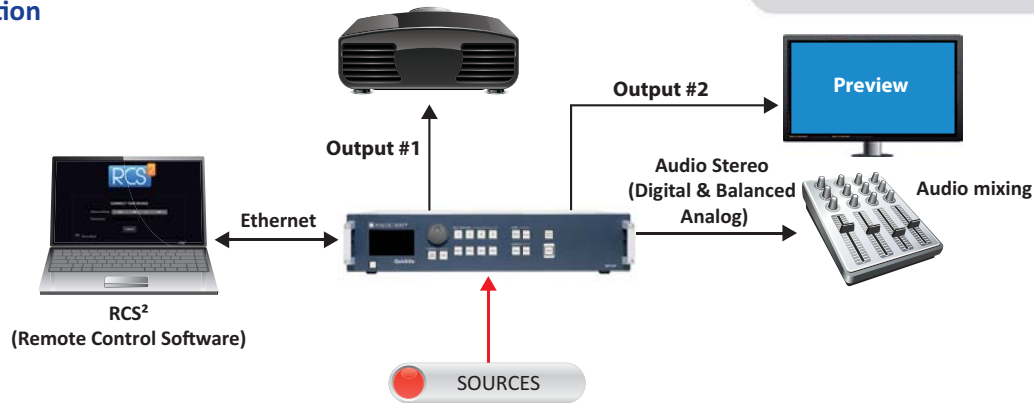 tion
Output #1
Output #2
Preview
RCS²
Ethernet
Audio Stereo
(Digital & Balanced
Analog)
Audio mixing
RCS²
(Remote Control Software)
SOURCES